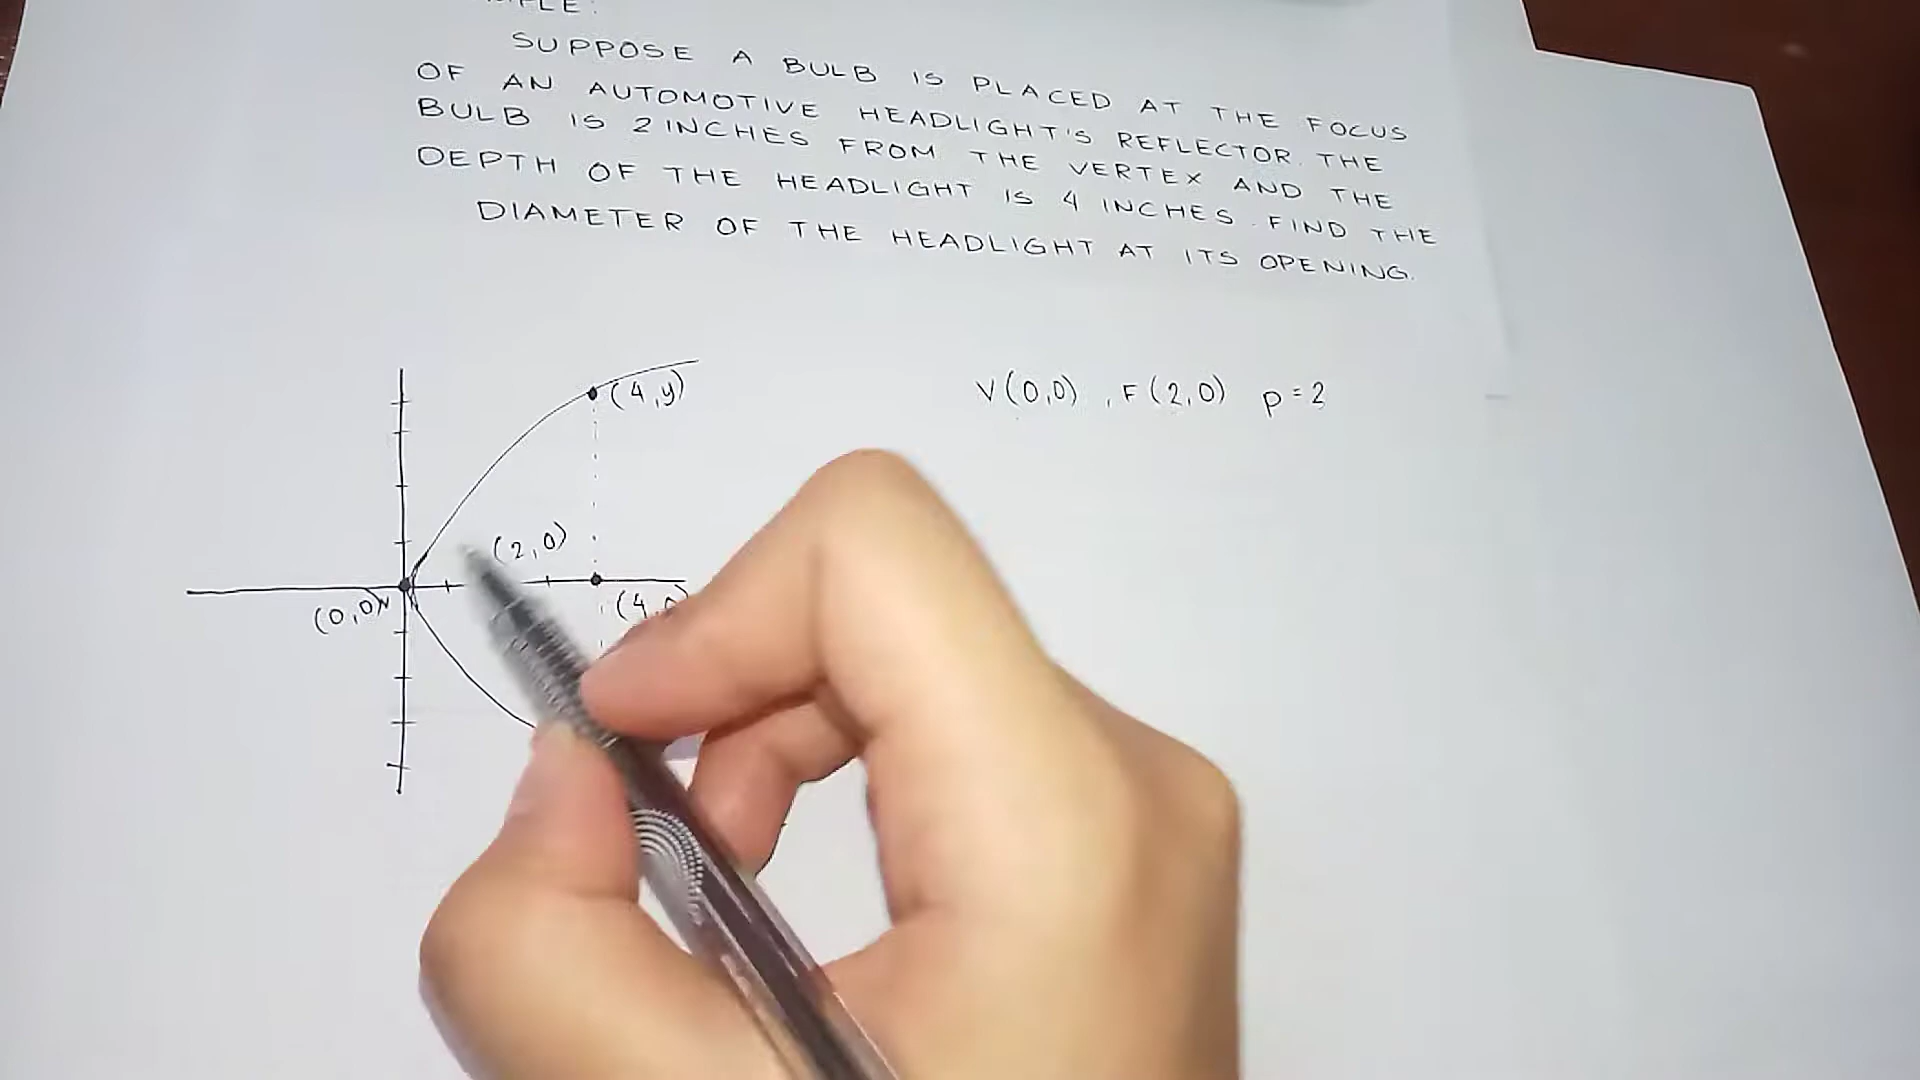 SUPPOSE A BULB IS PLACED AT THE FOCUS
OF AN AUTOMOTIVE HEADLIGHT'S REFLECTOR. THE
BULB IS 2 INCHES FROM THE VERTEX AND THE
DEPTH OF THE HEADLIGHT IS 4 INCHES. FIND THE
DIAMETER OF THE HEADLIGHT AT ITS OPENING.
(4,y)
V(0,0), F(2,0) p=2
(2,0)
(0,0)V
(4,0)